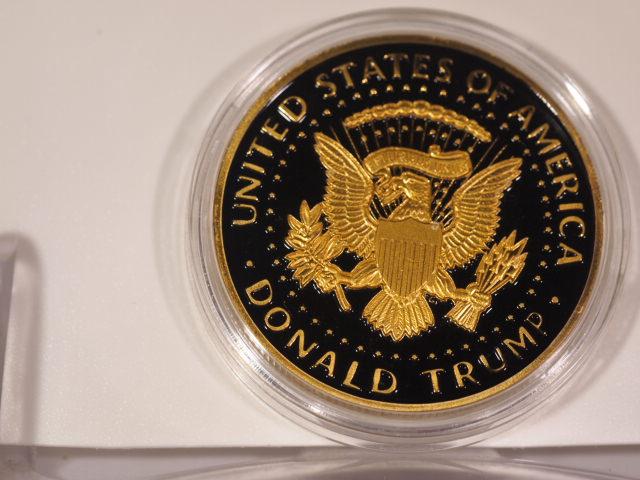 UNITED STATES OF AMERICA
DONALD TRUMP